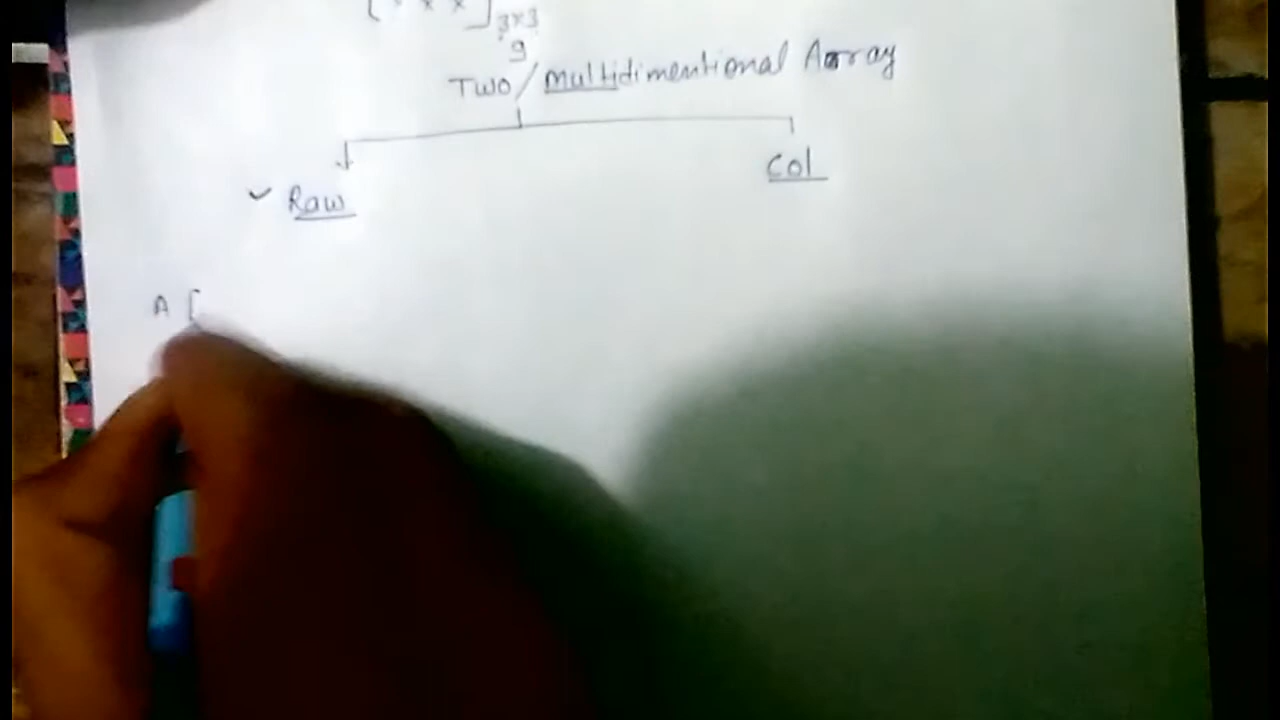 [ * * * ] 3x3
9
Two / multidimentional Array
✓ Raw
Col
A [